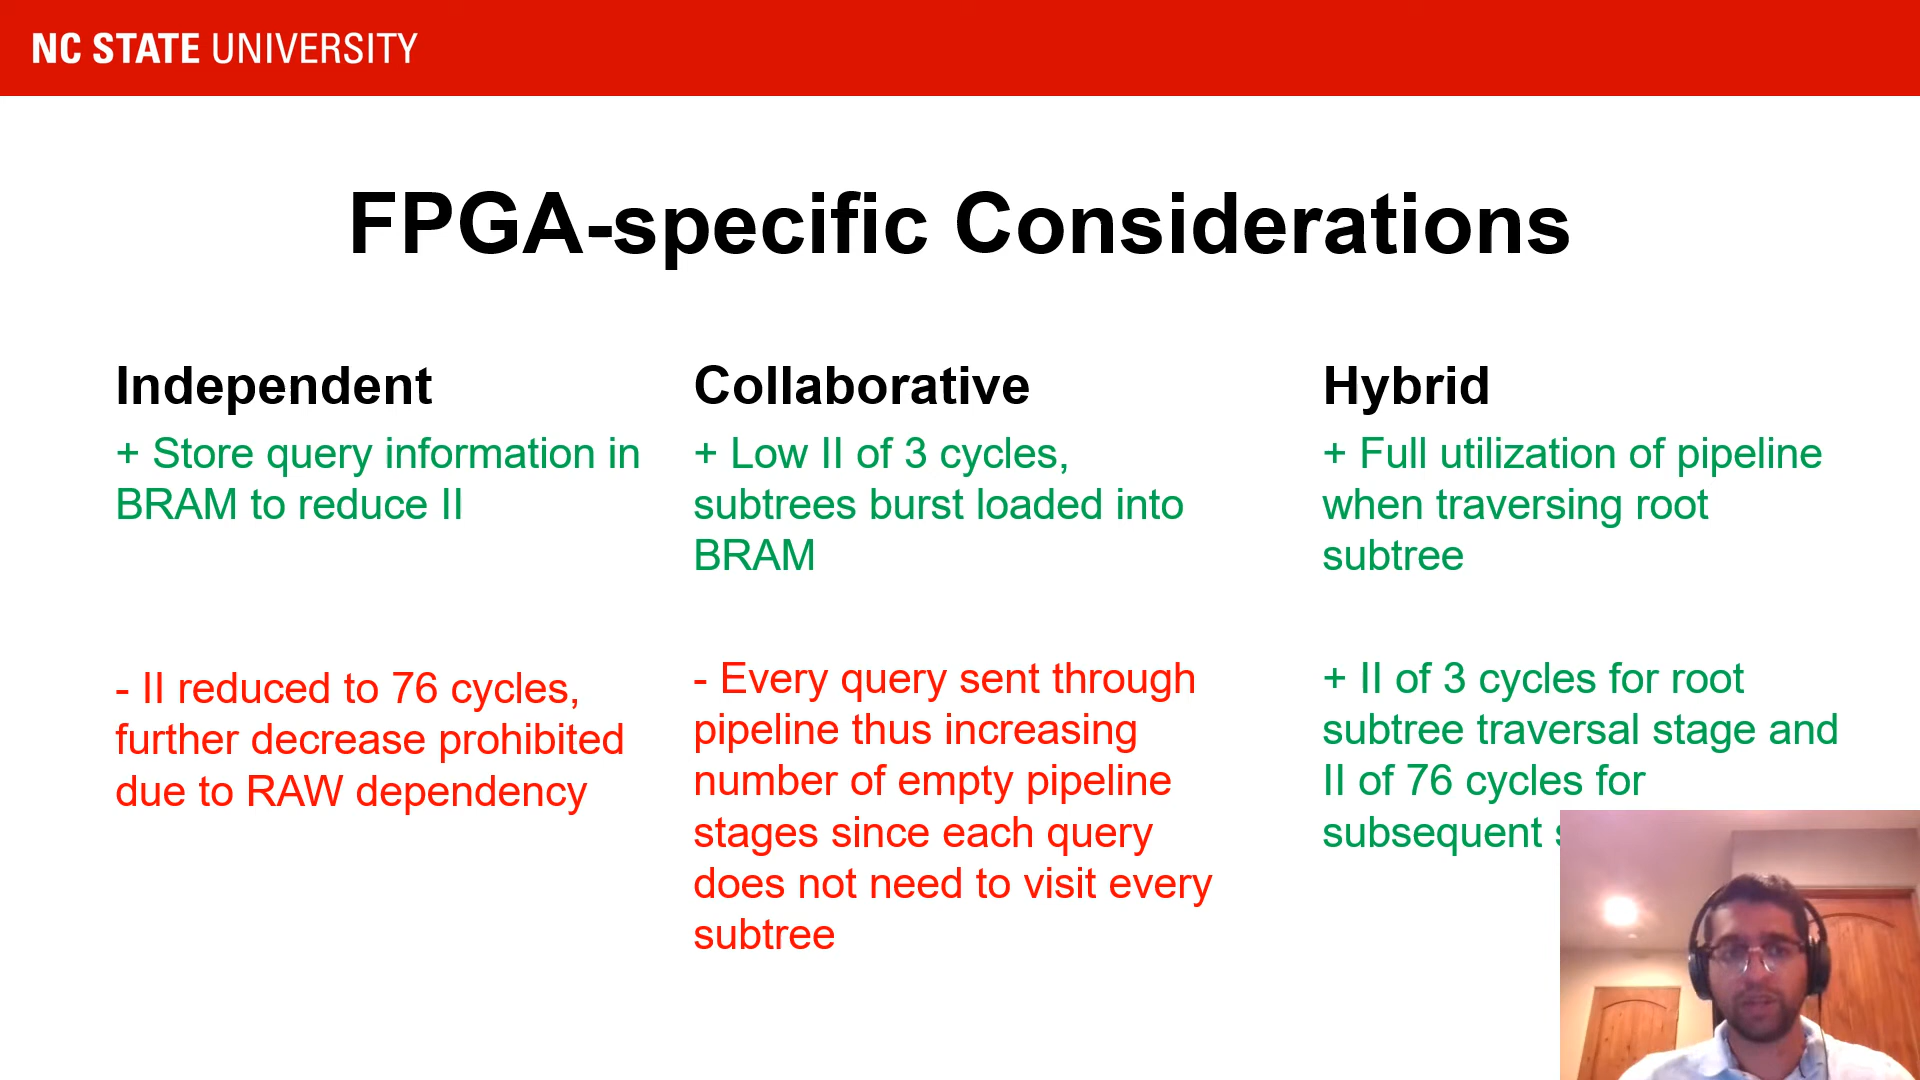 NC STATE UNIVERSITY
FPGA-specific Considerations
Independent
+ Store query information in
BRAM to reduce II
- II reduced to 76 cycles,
further decrease prohibited
due to RAW dependency
Collaborative
+ Low II of 3 cycles,
subtrees burst loaded into
BRAM
- Every query sent through
pipeline thus increasing
number of empty pipeline
stages since each query
does not need to visit every
subtree
Hybrid
+ Full utilization of pipeline
when traversing root
subtree
+ II of 3 cycles for root
subtree traversal stage and
II of 76 cycles for
subsequent